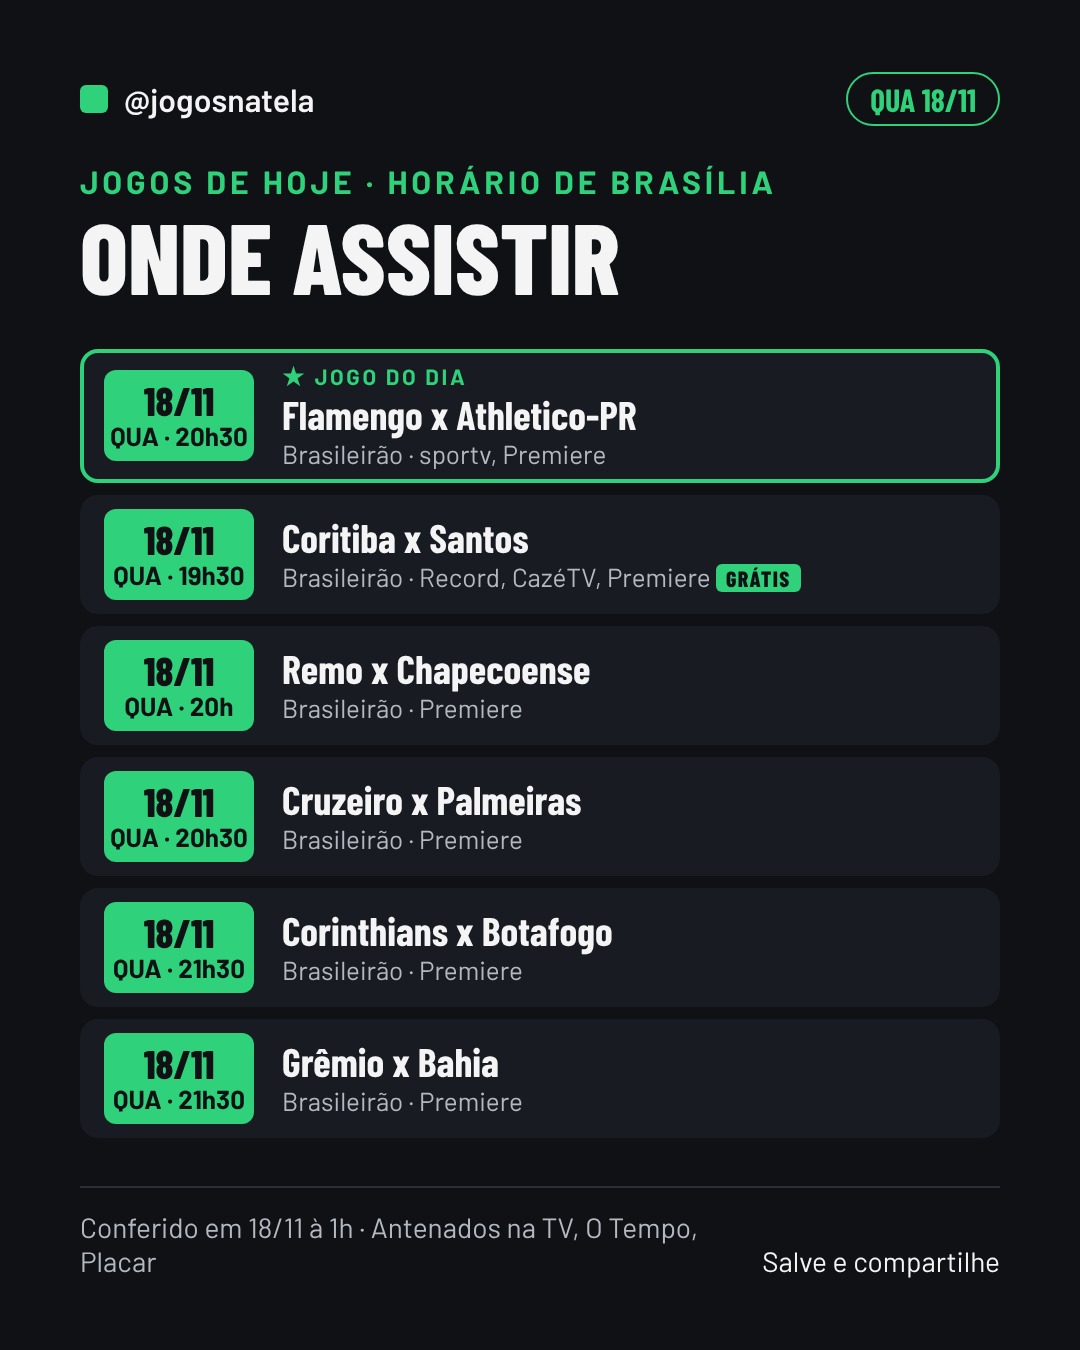 @jogosnatela
QUA 18/11
JOGOS DE HOJE · HORÁRIO DE BRASÍLIA
ONDE ASSISTIR
18/11
QUA · 20h30
★ JOGO DO DIA
Flamengo x Athletico-PR
Brasileirão · sportv, Premiere
18/11
QUA · 19h30
Coritiba x Santos
Brasileirão · Record, CazéTV, Premiere GRÁTIS
18/11
QUA · 20h
Remo x Chapecoense
Brasileirão · Premiere
18/11
QUA · 20h30
Cruzeiro x Palmeiras
Brasileirão · Premiere
18/11
QUA · 21h30
Corinthians x Botafogo
Brasileirão · Premiere
18/11
QUA · 21h30
Grêmio x Bahia
Brasileirão · Premiere
Conferido em 18/11 à 1h · Antenados na TV, O Tempo,
Placar
Salve e compartilhe